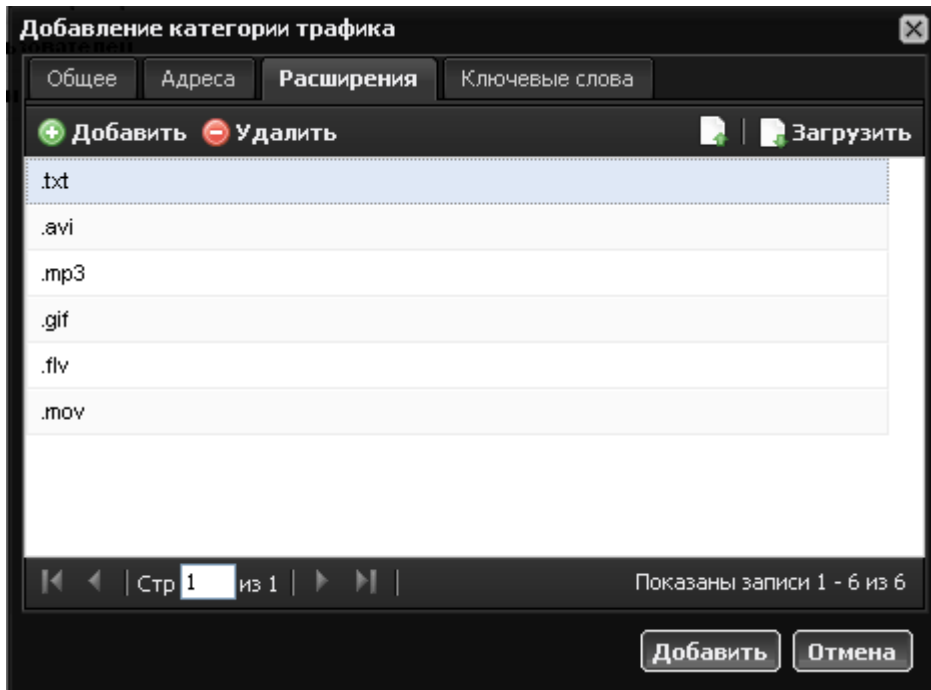 Добавление категории трафика
Общее Адреса Расширения Ключевые слова
Добавить Удалить Загрузить
.txt
.avi
.mp3
.gif
.flv
.mov
Стр 1 из 1 Показаны записи 1 - 6 из 6
Добавить Отмена